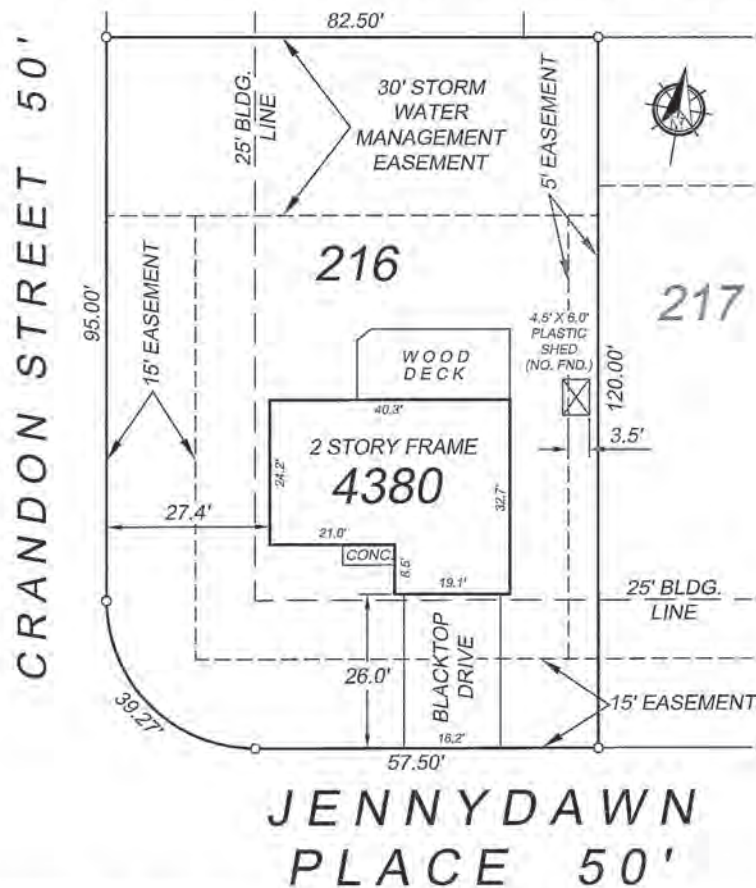 82.50'
CRANDON STREET 50'
25' BLDG.
LINE
30' STORM
WATER
MANAGEMENT
EASEMENT
5' EASEMENT
N
216
217
95.00'
15' EASEMENT
4.5' X 6.0'
PLASTIC
SHED
(NO. FND.)
120.00'
WOOD
DECK
40.3'
3.5'
2 STORY FRAME
4380
24.2'
32.7'
27.4'
21.0'
CONC.
8.5'
19.1'
25' BLDG.
LINE
26.0'
BLACKTOP
DRIVE
39.27'
15' EASEMENT
16.2'
57.50'
JENNYDAWN
PLACE 50'